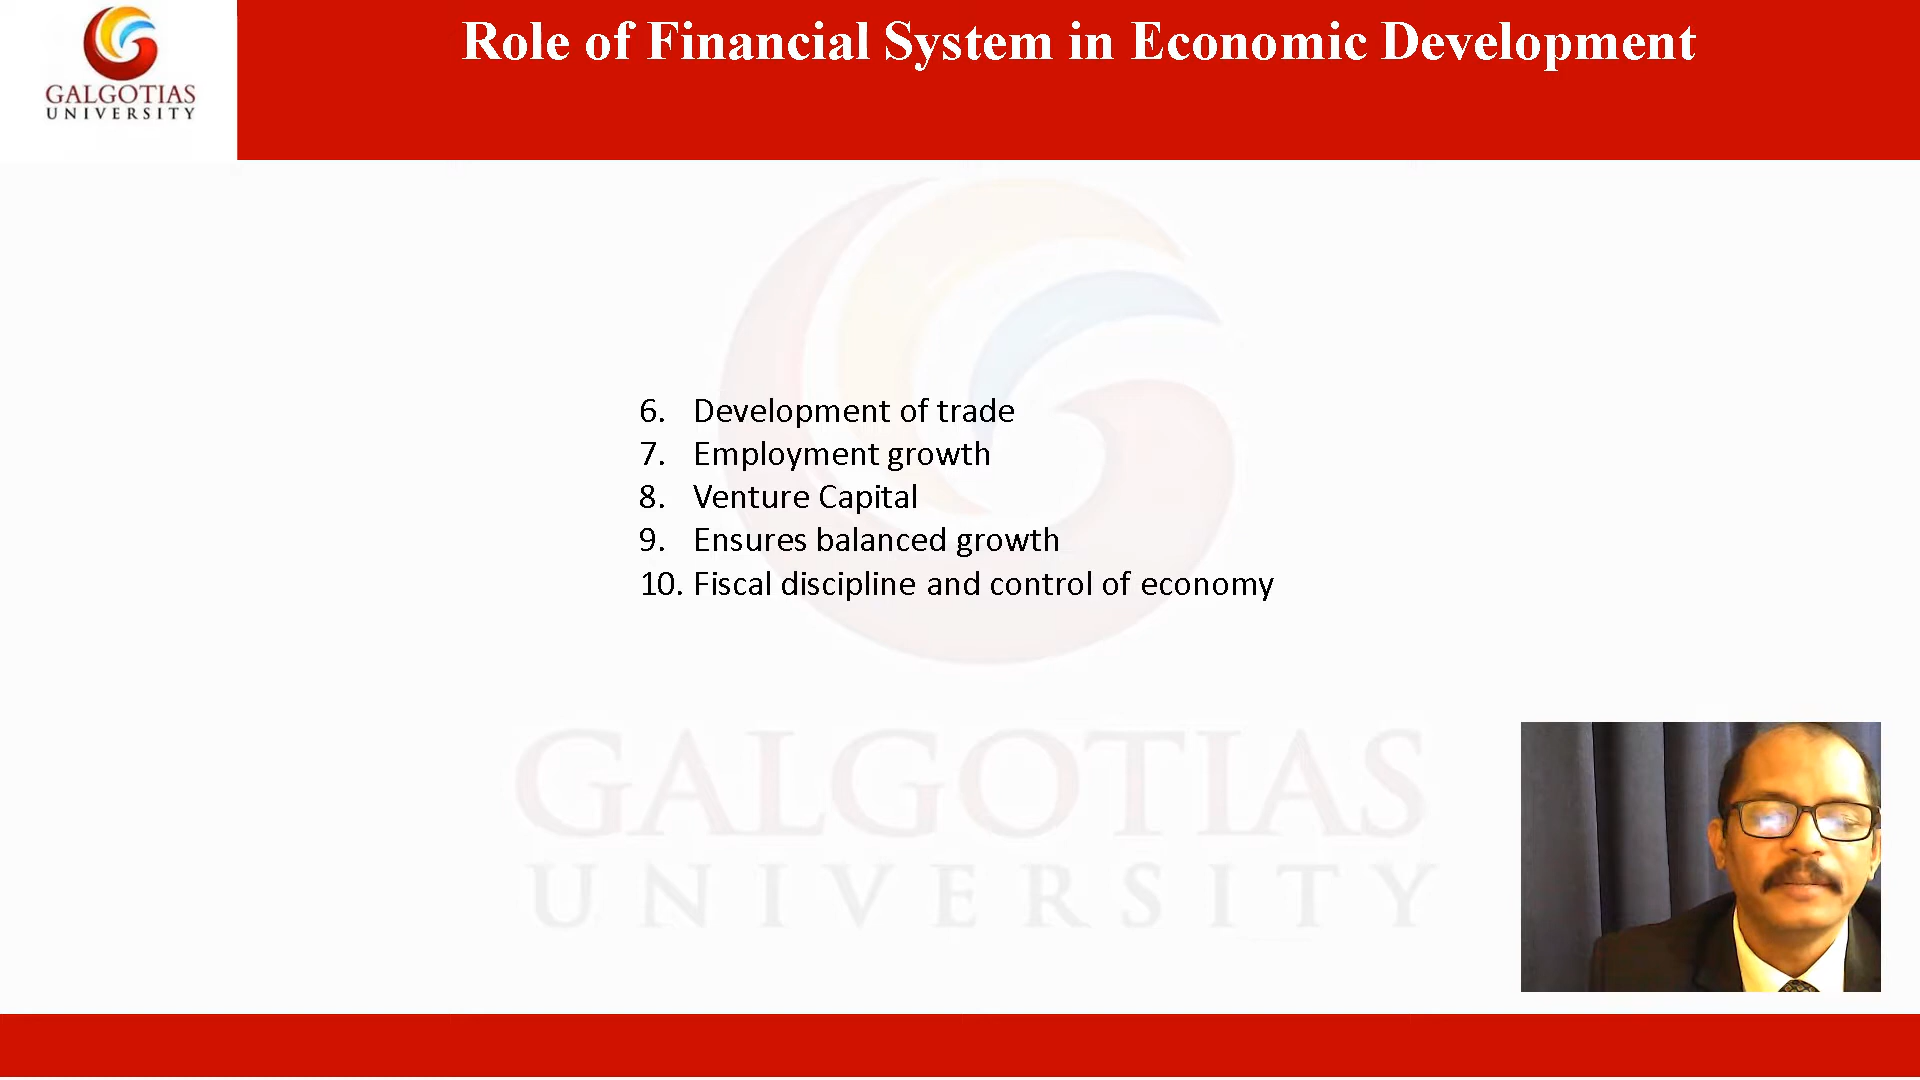 Role of Financial System in Economic Development
GALGOTIAS
UNIVERSITY
6. Development of trade
7. Employment growth
8. Venture Capital
9. Ensures balanced growth
10. Fiscal discipline and control of economy
GALGOTIAS
UNIVERSITY